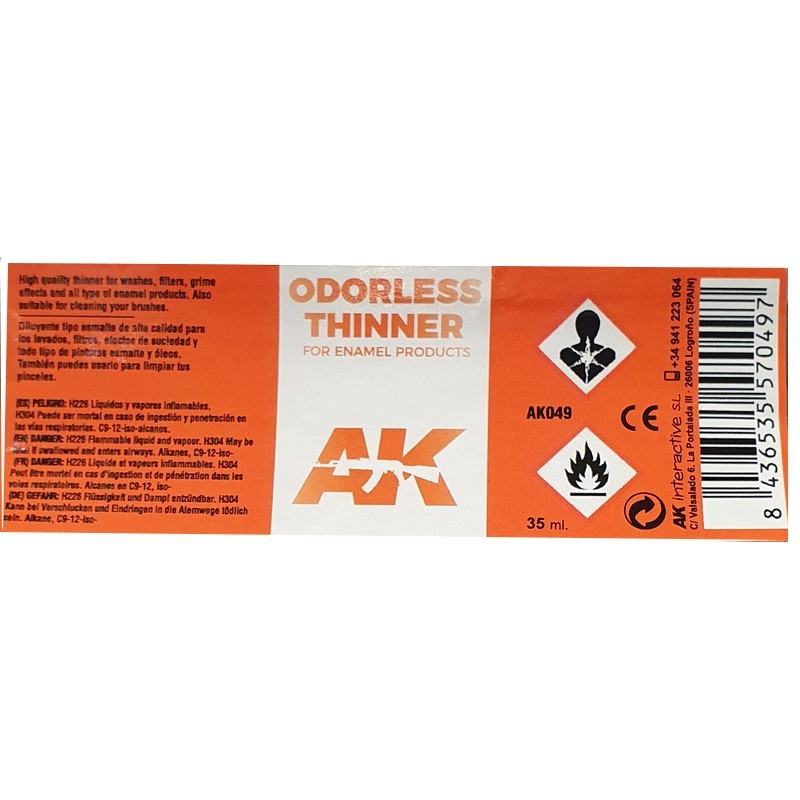 High quality thinner for washes, filters, grime
effects and all type of enamel products. Also
suitable for cleaning your brushes.
Diluyente tipo esmalte de alta calidad para
los lavados, filtros, efectos de suciedad y
todo tipo de pinturas esmalte y óleos.
También puedes usarlo para limpiar tus
pinceles.
(ES) PELIGRO: H226 Líquidos y vapores inflamables.
H304 Puede ser mortal en caso de ingestión y penetración en
las vías respiratorias. C9-12-iso-alcanos.
(EN) DANGER: H226 Flammable liquid and vapour. H304 May be
if swallowed and enters airways. Alkanes, C9-12-iso-
(FR) DANGER: H226 Liquide et vapeurs inflammables. H304
Peut être mortel en cas d'ingestion et de pénétration dans les
voies respiratoires. Alcanes en C9-12, iso-
(DE) GEFAHR: H226 Flüssigkeit und Dampf entzündbar. H304
Kann bei Verschlucken und Eindringen in die Atemwege tödlich
sein. Alkane, C9-12-iso-
ODORLESS
THINNER
FOR ENAMEL PRODUCTS
AK
AK049
CE
35 ml.
+34 941 223 064
AK interactive S.L.
C/ Valsalado 6. La Portalada III · 26006 Logroño (SPAIN)
8 436535 570497